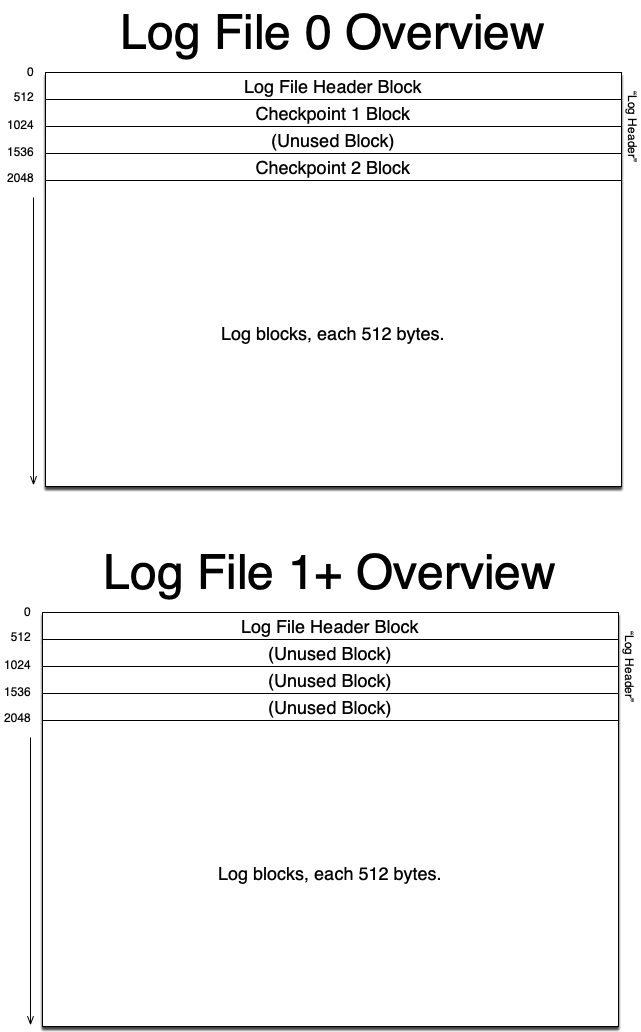 Log File 0 Overview
0
Log File Header Block
512
Checkpoint 1 Block
1024
(Unused Block)
1536
Checkpoint 2 Block
2048
"Log Header"
Log blocks, each 512 bytes.
Log File 1+ Overview
0
Log File Header Block
512
(Unused Block)
1024
(Unused Block)
1536
(Unused Block)
2048
"Log Header"
Log blocks, each 512 bytes.